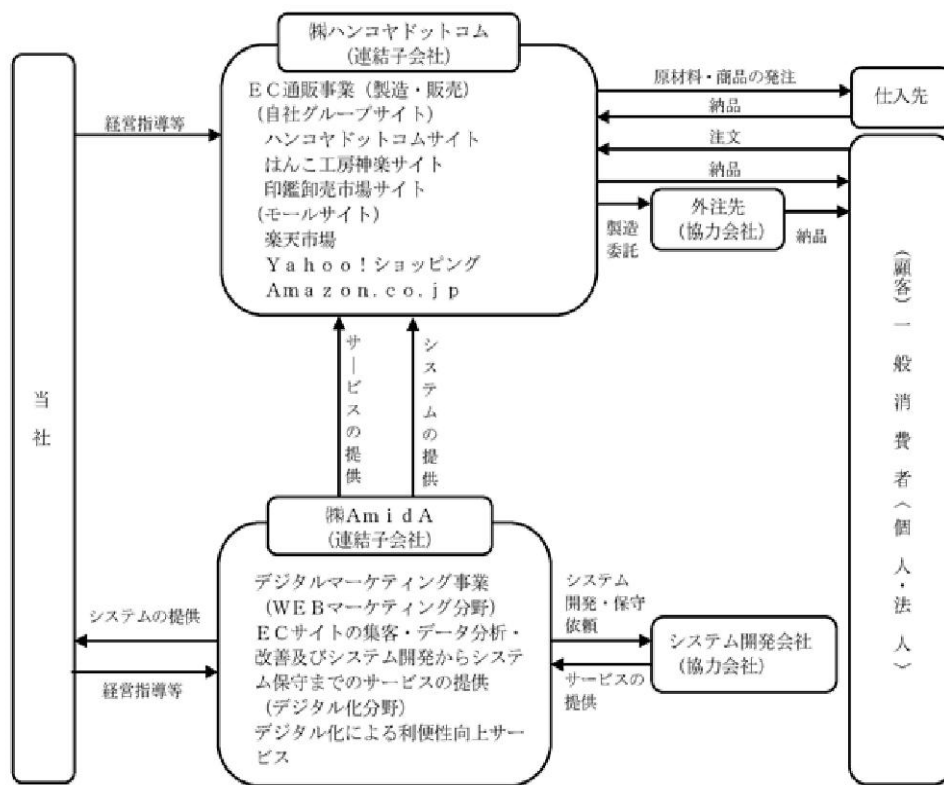 ㈱ハンコヤドットコム
(連結子会社)
EC通販事業(製造・販売)
(自社グループサイト)
ハンコヤドットコムサイト
はんこ工房神楽サイト
印鑑卸売市場サイト
(モールサイト)
楽天市場
Yahoo!ショッピング
Amazon.co.jp
経営指導等
原材料・商品の発注
納品
仕入先
注文
納品
製造
委託
外注先
(協力会社)
納品
(顧客)一般消費者(個人・法人)
当社
サービスの提供
システムの提供
㈱AmidA
(連結子会社)
デジタルマーケティング事業
(WEBマーケティング分野)
ECサイトの集客・データ分析・
改善及びシステム開発からシステ
ム保守までのサービスの提供
(デジタル化分野)
デジタル化による利便性向上サー
ビス
システムの提供
経営指導等
システム
開発・保守
依頼
サービスの
提供
システム開発会社
(協力会社)